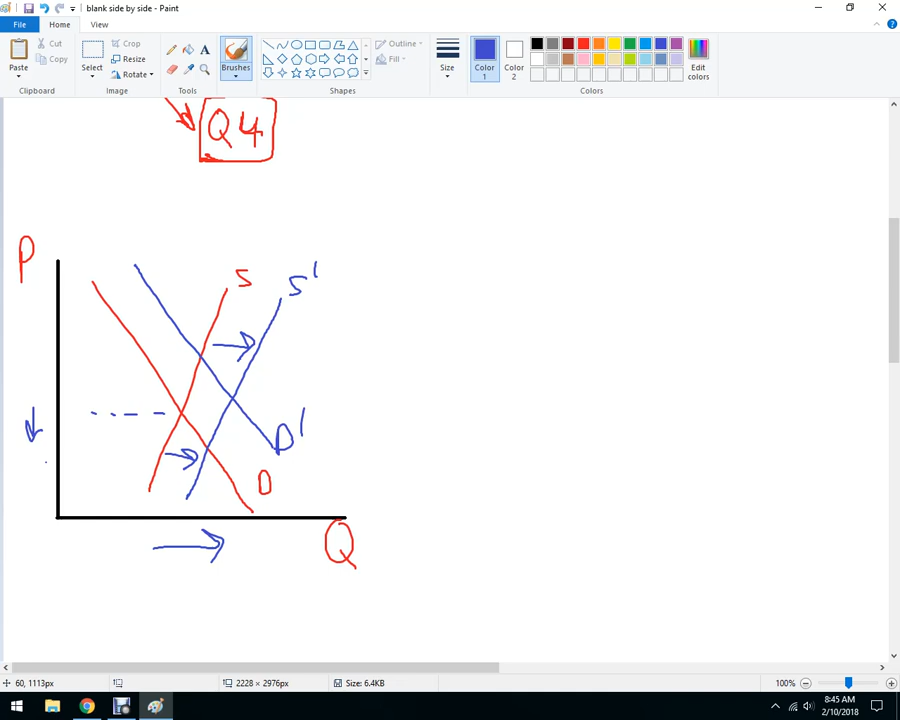 blank side by side - Paint
File Home View
Paste Cut Copy Clipboard
Select Crop Resize Rotate Image
A Tools
Brushes
Shapes Outline Fill
Size
Color 1 Color 2 Edit colors
Colors
Q4
P
S S'
D'
D
Q
60, 1113px 2228 × 2976px Size: 6.4KB 100%
8:45 AM
2/10/2018